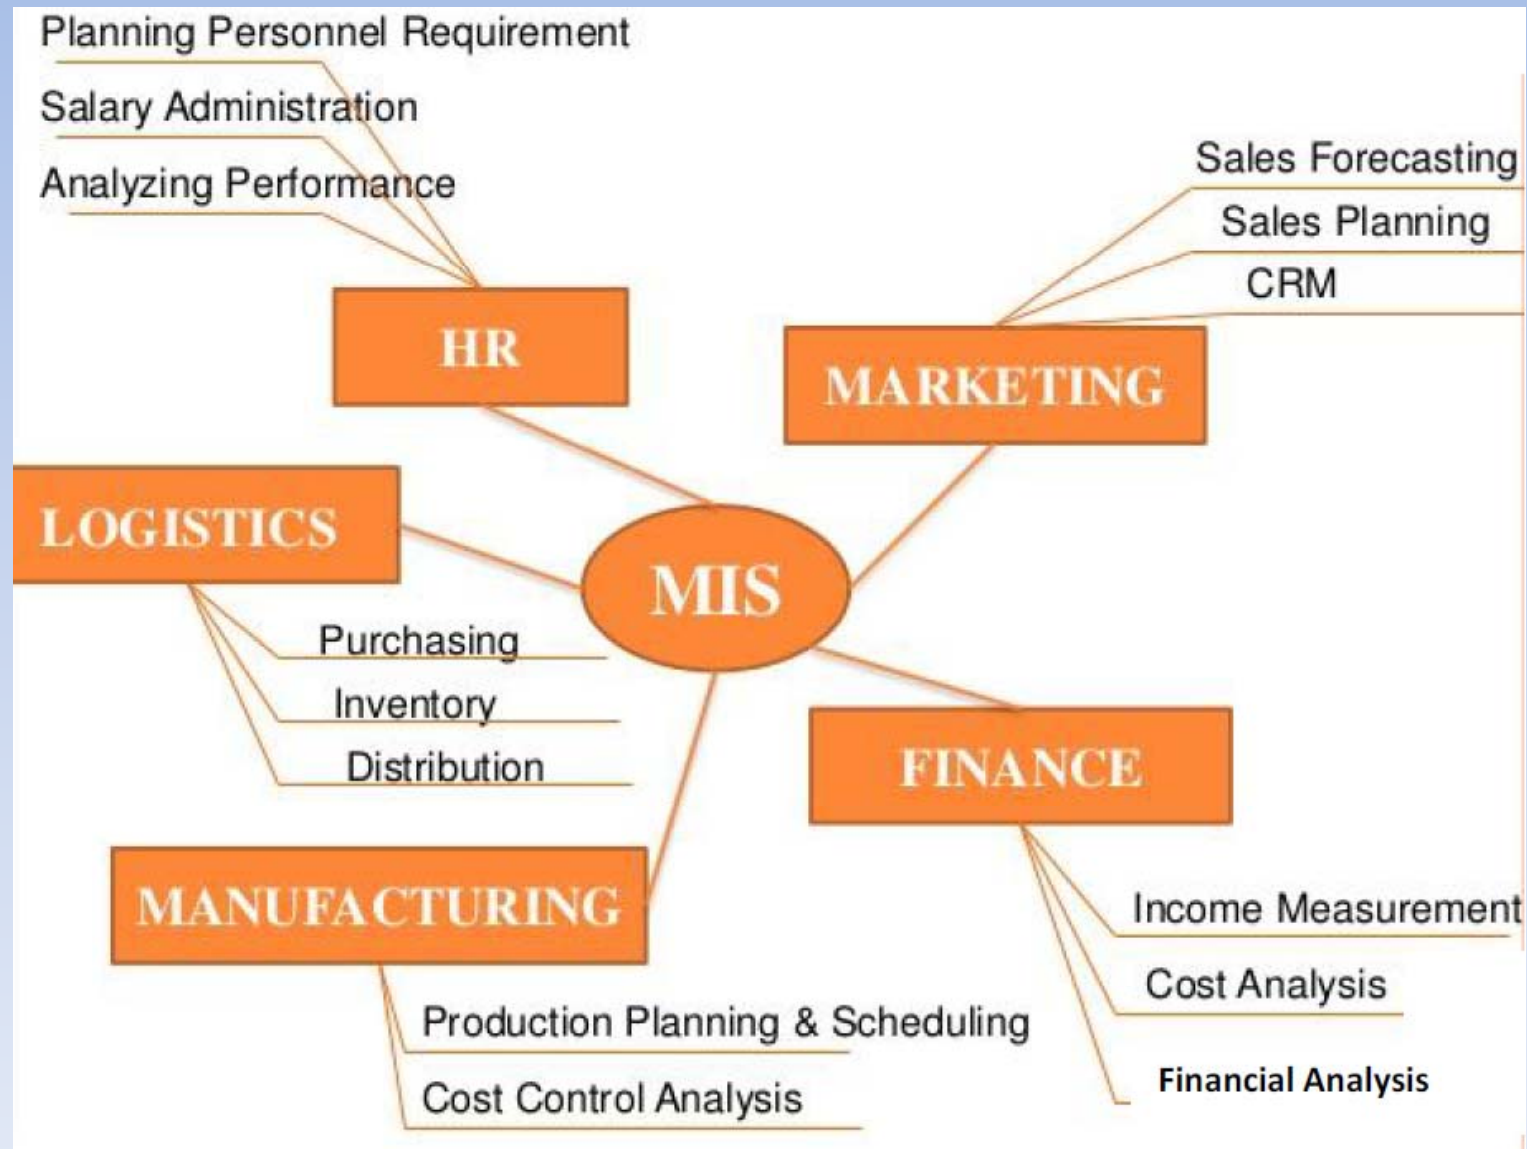 Planning Personnel Requirement
Salary Administration
Analyzing Performance
HR
Sales Forecasting
Sales Planning
CRM
MARKETING
LOGISTICS
Purchasing
Inventory
Distribution
MIS
FINANCE
Income Measurement
Cost Analysis
Financial Analysis
MANUFACTURING
Production Planning & Scheduling
Cost Control Analysis